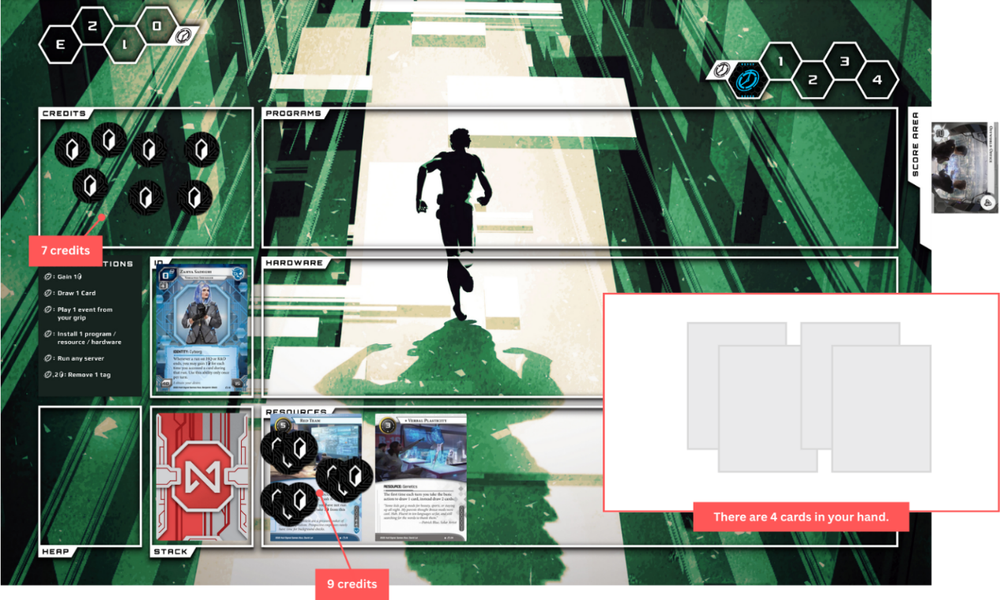 E
2
1
0
1
2
3
4
CREDITS
PROGRAMS
SCORE AREA
7 credits
TIONS
: Gain 1
: Draw 1 Card
: Play 1 event from
your grip
: Install 1 program /
resource / hardware
: Run any server
,2: Remove 1 tag
ID
0
Zahya Sadeghi
Versatile Smuggler
IDENTITY: Cyborg
Whenever a run on HQ or R&D
ends, you may gain 1 for each
time you accessed a card during
that run. Use this ability only once
per turn.
40
15
HARDWARE
RESOURCES
5
Red Team
3
Verbal Plasticity
RESOURCE: Genetics
The first time each turn you take the basic
action to draw 1 card, instead draw 2 cards.
There are 4 cards in your hand.
HEAP
STACK
9 credits